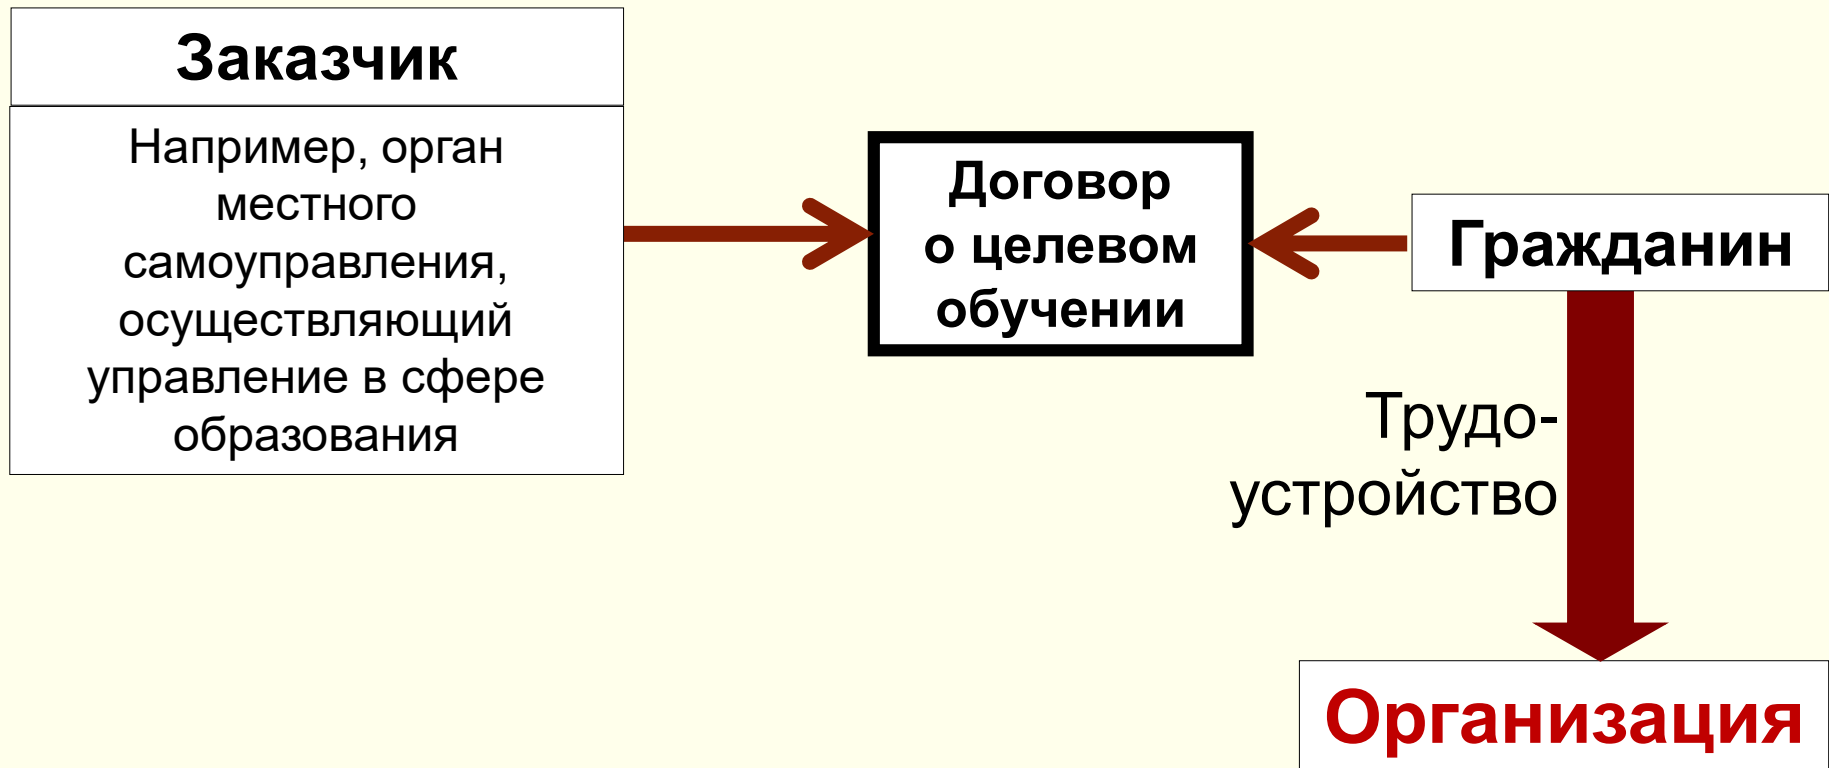 Заказчик
Например, орган
местного
самоуправления,
осуществляющий
управление в сфере
образования
Договор
о целевом
обучении
Гражданин
Трудо-
устройство
Организация